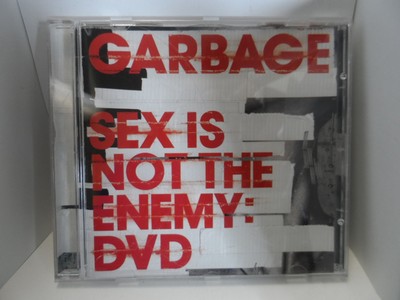 GARBAGE
SEX IS
NOT THE
ENEMY:
DVD